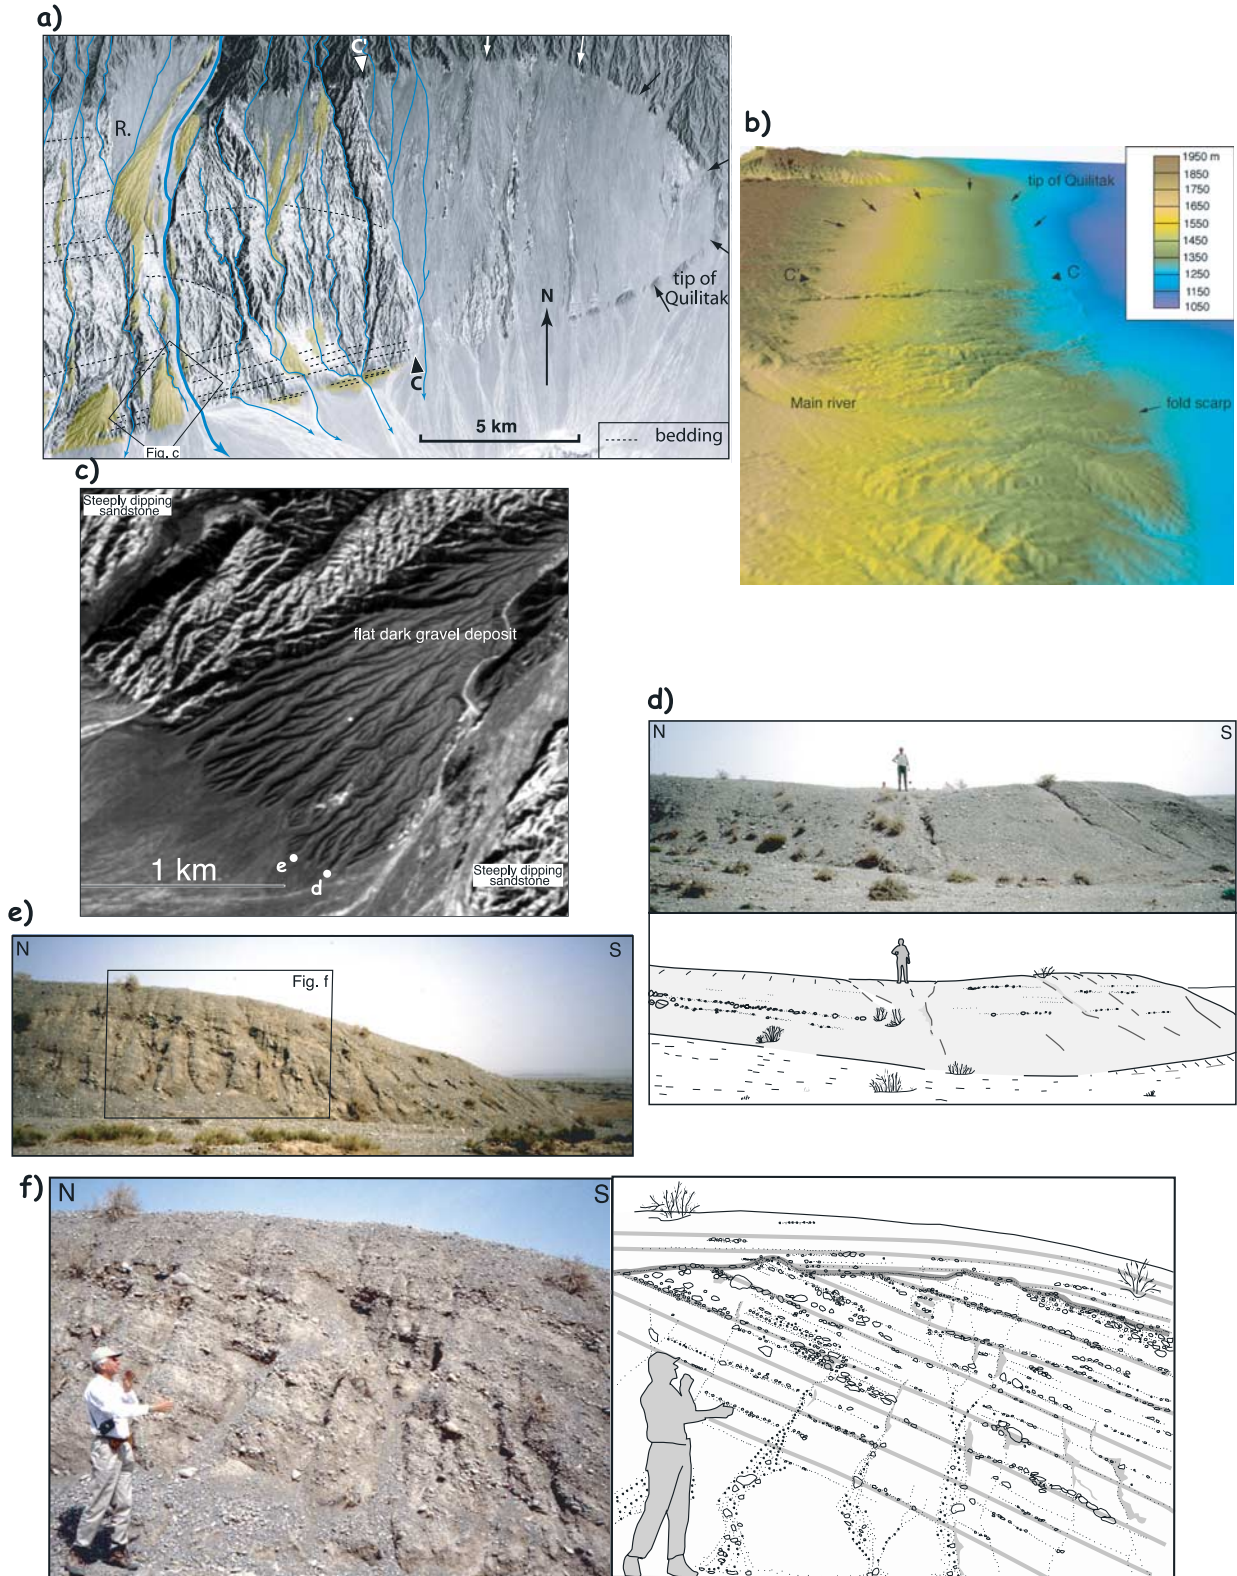 a)
C'
R.
tip of
Quilitak
N
C
5 km
bedding
Fig. c
b)
1950 m
1850
1750
1650
1550
1450
1350
1250
1150
1050
tip of Quilitak
C'
C
Main river
fold scarp
c)
Steeply dipping
sandstone
flat dark gravel deposit
1 km
e
d
Steeply dipping
sandstone
d)
N
S
e)
N
S
Fig. f
f)
N
S